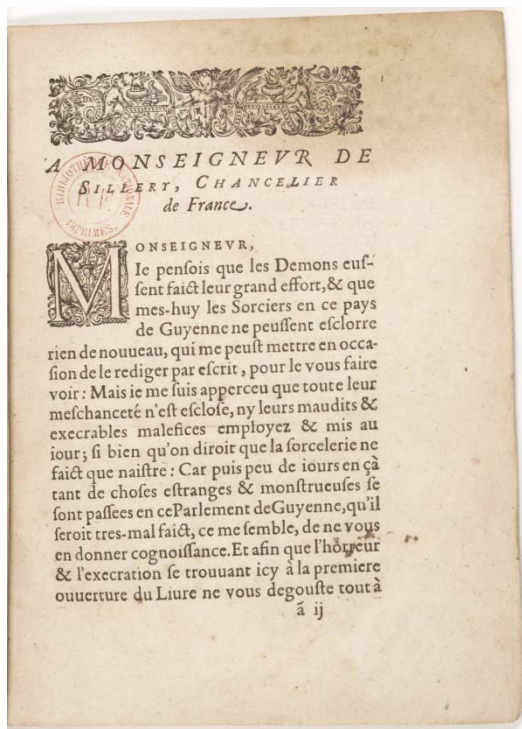 A MONSEIGNEVR DE
SILLERY, CHANCELIER
de France.
BIBLIOTHEQUE NATIONALE
R.F.
IMPRIMES.
MONSEIGNEVR,
Ie penſois que les Demons euſ-
ſent faict leur grand effort, & que
mes-huy les Sorciers en ce pays
de Guyenne ne peuſſent eſclorre
rien de nouueau, qui me peuſt mettre en occa-
ſion de le rediger par eſcrit, pour le vous faire
voir: Mais ie me ſuis apperceu que toute leur
meſchanceté n'eſt eſcloſe, ny leurs maudits &
execrables malefices employez & mis au
iour; ſi bien qu'on diroit que la ſorcelerie ne
faict que naiſtre: Car puis peu de iours en çà
tant de choſes eſtranges & monſtrueuſes ſe
ſont paſſees en ceParlement deGuyenne,qu'il
ſeroit tres-mal faict, ce me ſemble, de ne vous
en donner cognoiſſance.Et afin que l'horreur
& l'execration ſe trouuant icy à la premiere
ouuerture du Liure ne vous degouſte tout à
ã ij